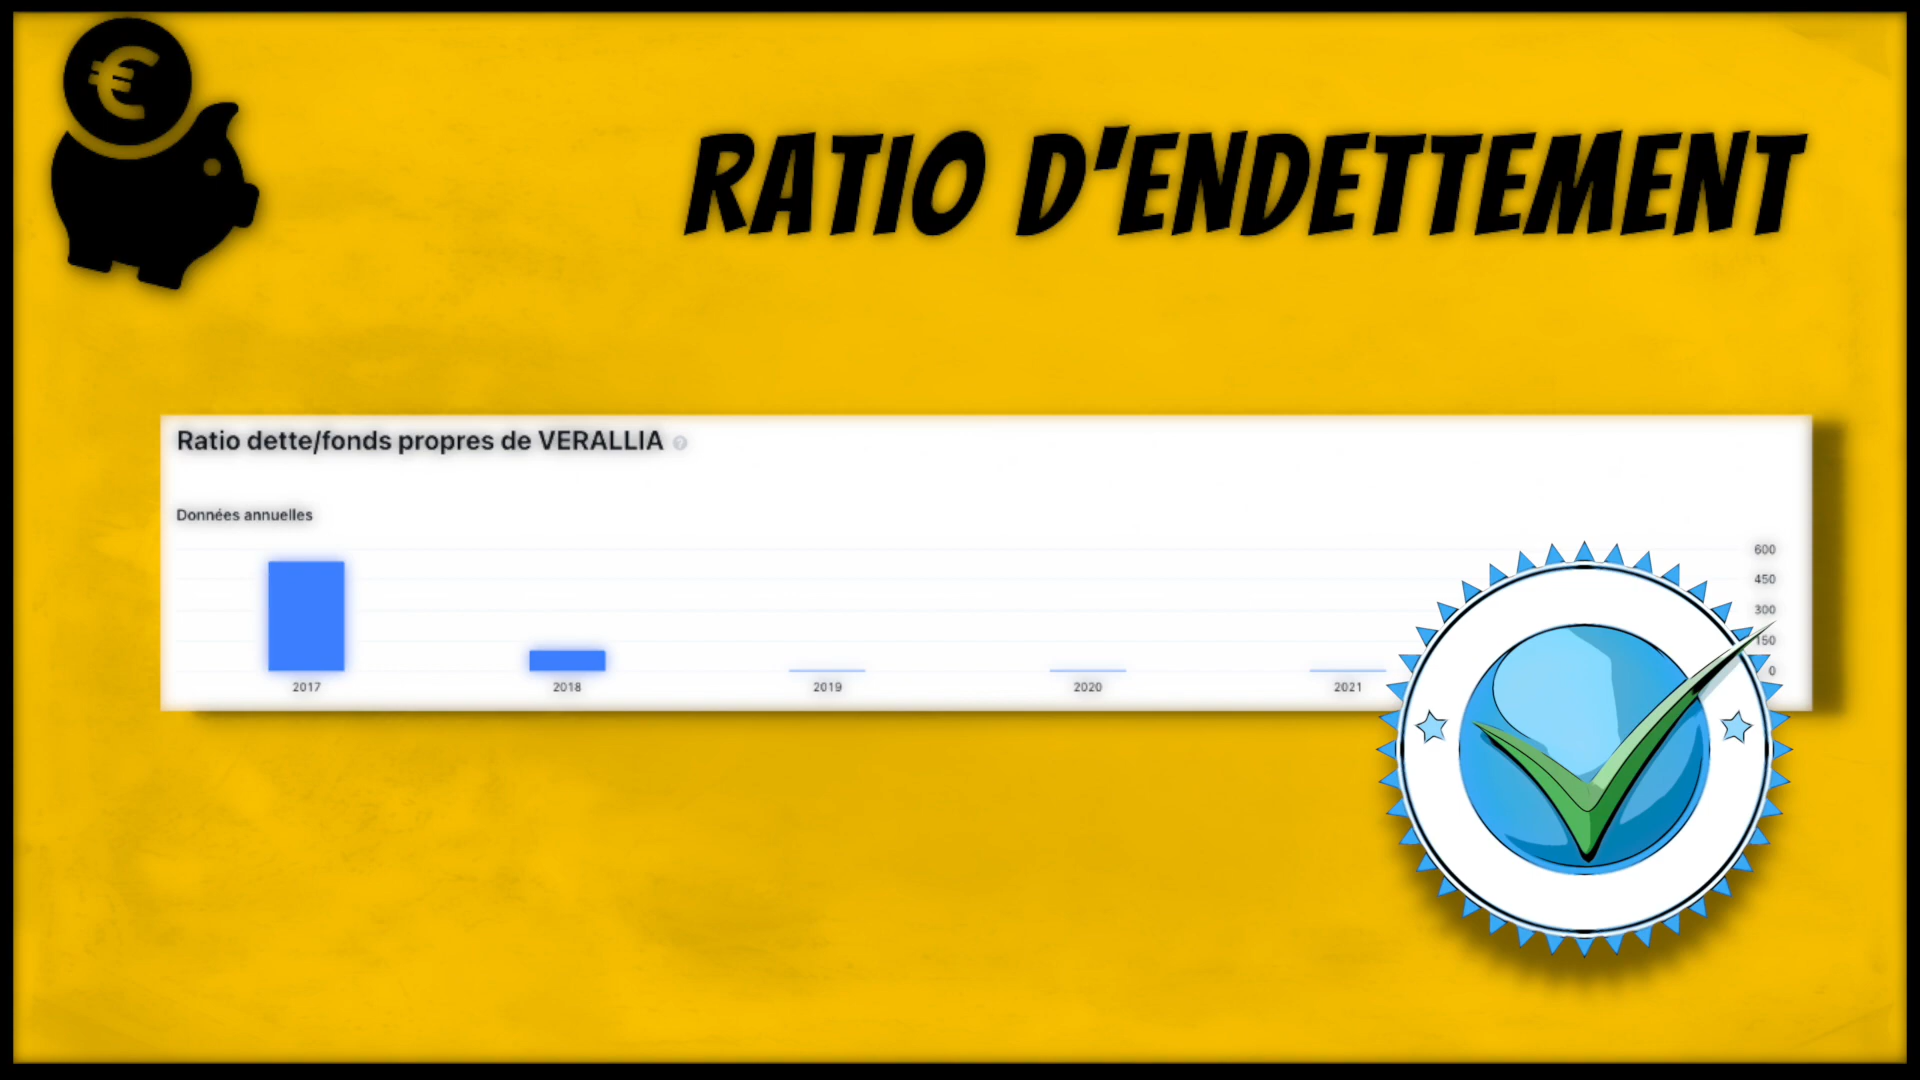 €
RATIO D'ENDETTEMENT
Ratio dette/fonds propres de VERALLIA ?
Données annuelles
600
450
300
150
0
2017 2018 2019 2020 2021